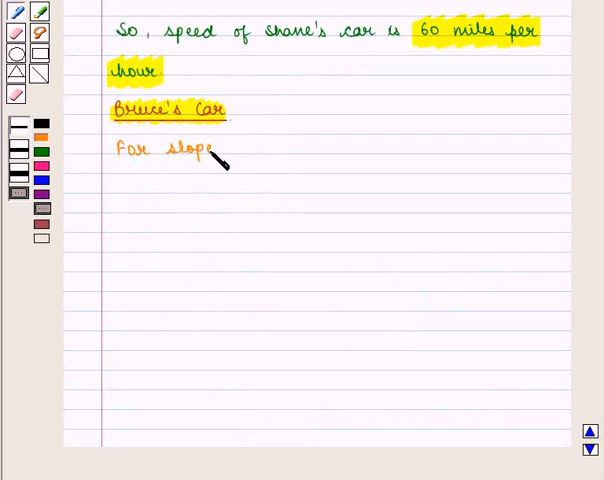 So, speed of Shane's car is 60 miles per
hour
Bruce's Car
For slope